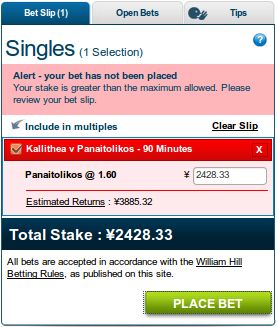 Bet Slip (1) Open Bets Tips
Singles (1 Selection) ?
Alert - your bet has not been placed
Your stake is greater than the maximum allowed. Please
review your bet slip.
Include in multiples Clear Slip
Kallithea v Panaitolikos - 90 Minutes X
Panaitolikos @ 1.60 ¥ 2428.33
Estimated Returns : ¥3885.32
Total Stake : ¥2428.33
All bets are accepted in accordance with the William Hill
Betting Rules, as published on this site.
PLACE BET